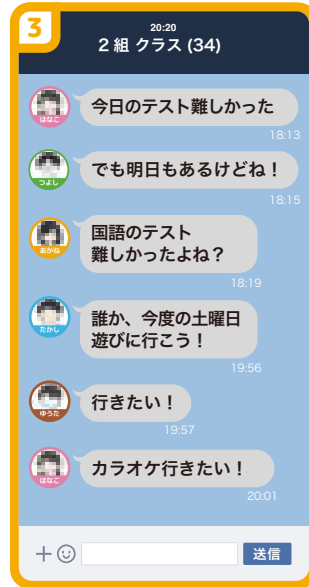 3
20:20
2組 クラス (34)
今日のテスト難しかった
はなこ
18:13
でも明日もあるけどね！
つよし
18:15
国語のテスト
難しかったよね？
あかね
18:19
誰か、今度の土曜日
遊びに行こう！
たかし
19:56
行きたい！
ゆうた
19:57
カラオケ行きたい！
はなこ
20:01
送信